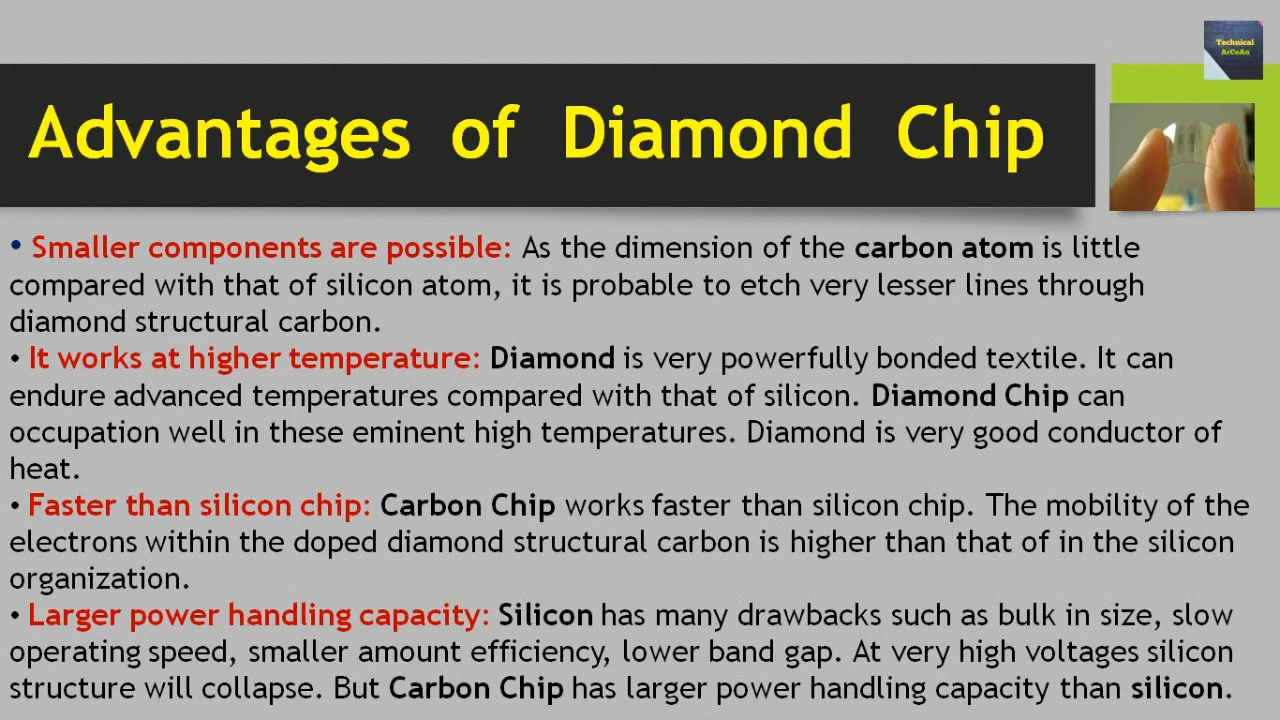 Technical
ArCoAn
Advantages of Diamond Chip
• Smaller components are possible: As the dimension of the carbon atom is little
compared with that of silicon atom, it is probable to etch very lesser lines through
diamond structural carbon.
• It works at higher temperature: Diamond is very powerfully bonded textile. It can
endure advanced temperatures compared with that of silicon. Diamond Chip can
occupation well in these eminent high temperatures. Diamond is very good conductor of
heat.
• Faster than silicon chip: Carbon Chip works faster than silicon chip. The mobility of the
electrons within the doped diamond structural carbon is higher than that of in the silicon
organization.
• Larger power handling capacity: Silicon has many drawbacks such as bulk in size, slow
operating speed, smaller amount efficiency, lower band gap. At very high voltages silicon
structure will collapse. But Carbon Chip has larger power handling capacity than silicon.